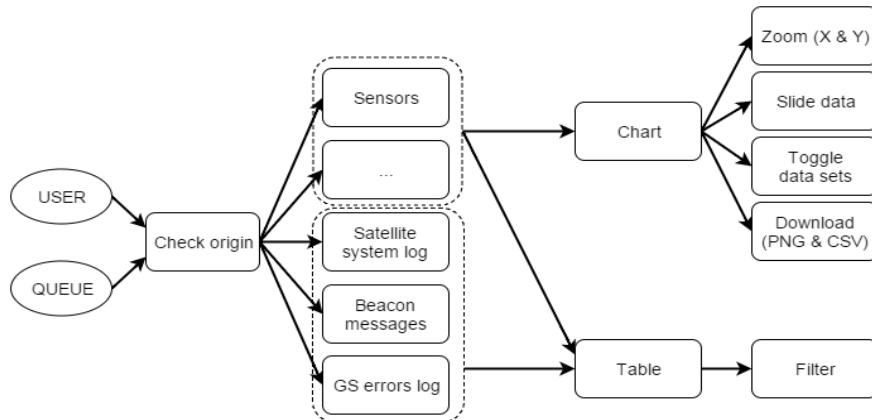 USER
QUEUE
Check origin
Sensors
...
Satellite
system log
Beacon
messages
GS errors log
Chart
Table
Zoom (X & Y)
Slide data
Toggle
data sets
Download
(PNG & CSV)
Filter